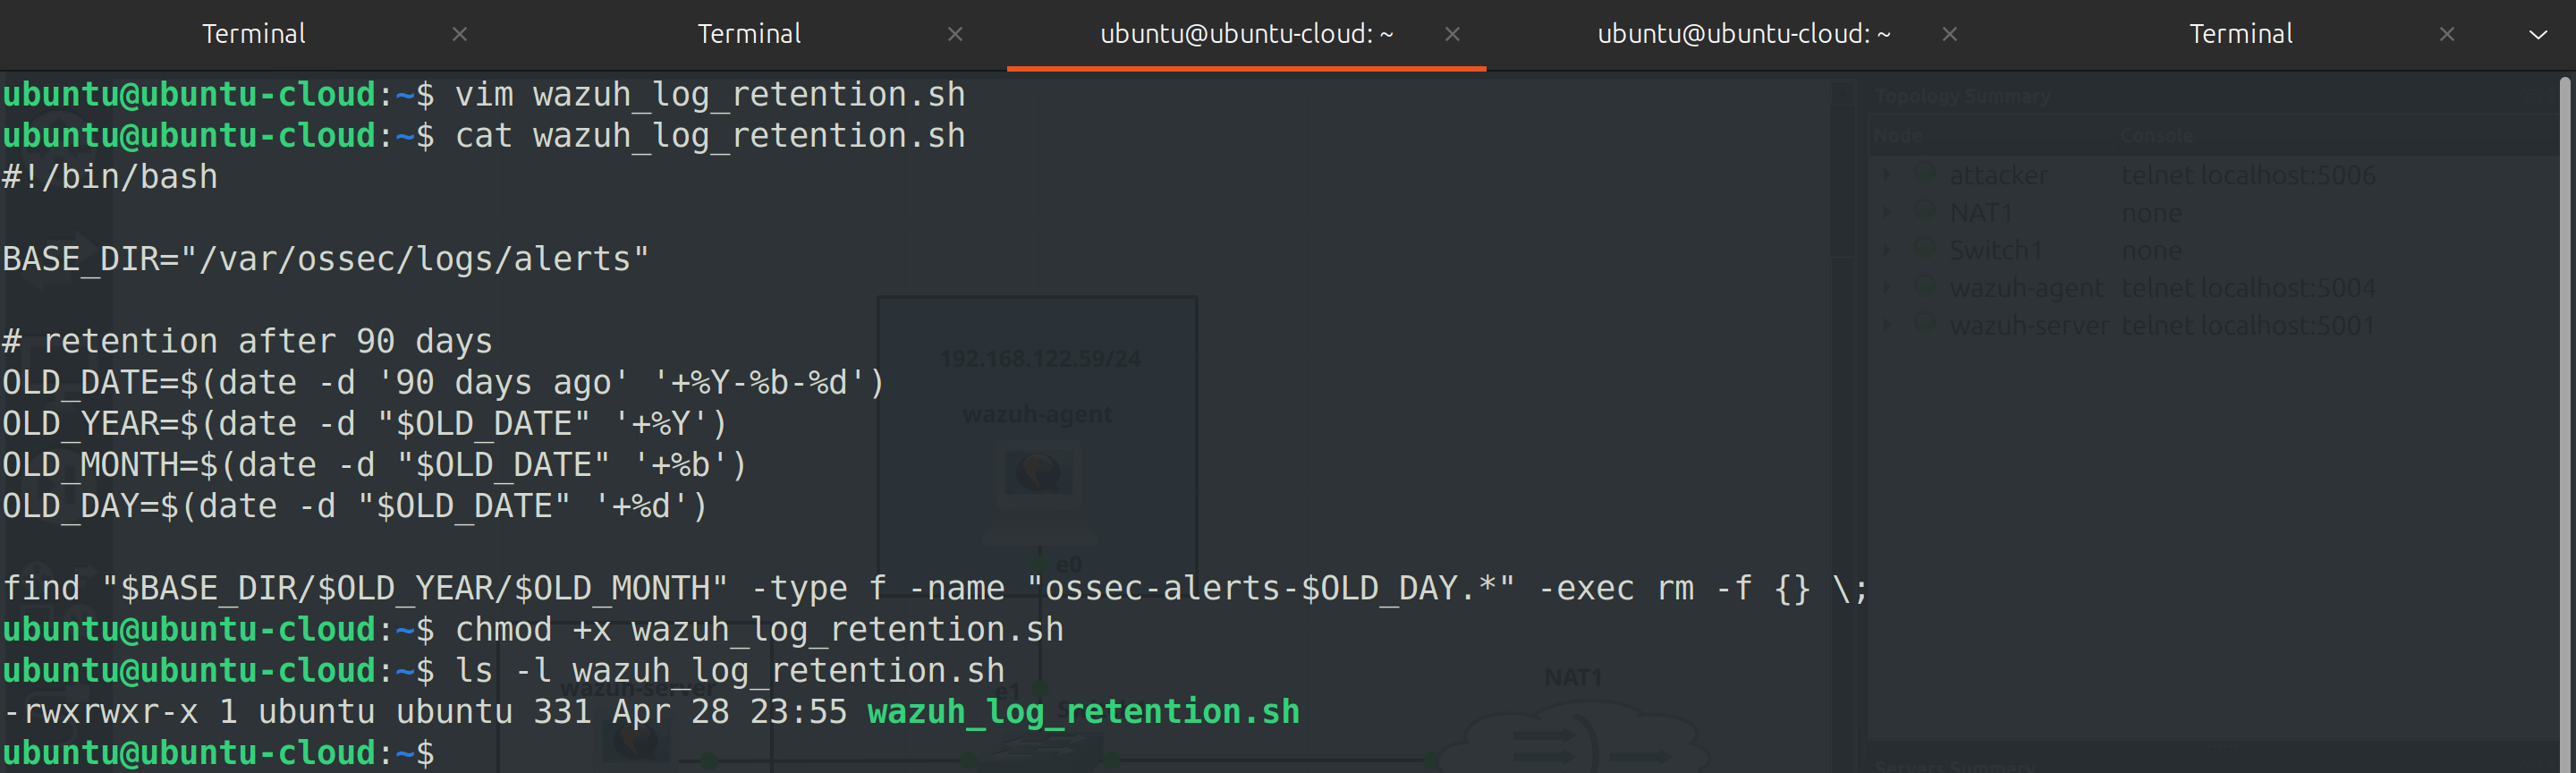 Terminal
Terminal
ubuntu@ubuntu-cloud: ~
ubuntu@ubuntu-cloud: ~
Terminal
ubuntu@ubuntu-cloud:~$ vim wazuh_log_retention.sh
ubuntu@ubuntu-cloud:~$ cat wazuh_log_retention.sh
#!/bin/bash
BASE_DIR="/var/ossec/logs/alerts"
# retention after 90 days
OLD_DATE=$(date -d '90 days ago' '+%Y-%b-%d')
OLD_YEAR=$(date -d "$OLD_DATE" '+%Y')
OLD_MONTH=$(date -d "$OLD_DATE" '+%b')
OLD_DAY=$(date -d "$OLD_DATE" '+%d')
find "$BASE_DIR/$OLD_YEAR/$OLD_MONTH" -type f -name "ossec-alerts-$OLD_DAY.*" -exec rm -f {} \;
ubuntu@ubuntu-cloud:~$ chmod +x wazuh_log_retention.sh
ubuntu@ubuntu-cloud:~$ ls -l wazuh_log_retention.sh
-rwxrwxr-x 1 ubuntu ubuntu 331 Apr 28 23:55 wazuh_log_retention.sh
ubuntu@ubuntu-cloud:~$
Topology Summary
Node Console
attacker telnet localhost:5006
NAT1 none
Switch1 none
wazuh-agent telnet localhost:5004
wazuh-server telnet localhost:5001
192.168.122.59/24
wazuh-agent
e0
wazuh-server
e1
NAT1
Servers Summary